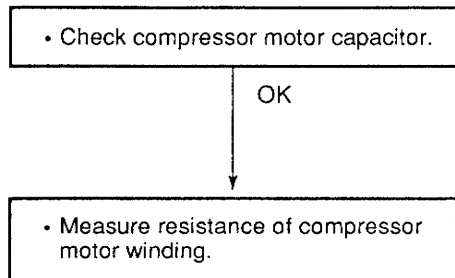 • Check compressor motor capacitor.
OK
• Measure resistance of compressor
motor winding.